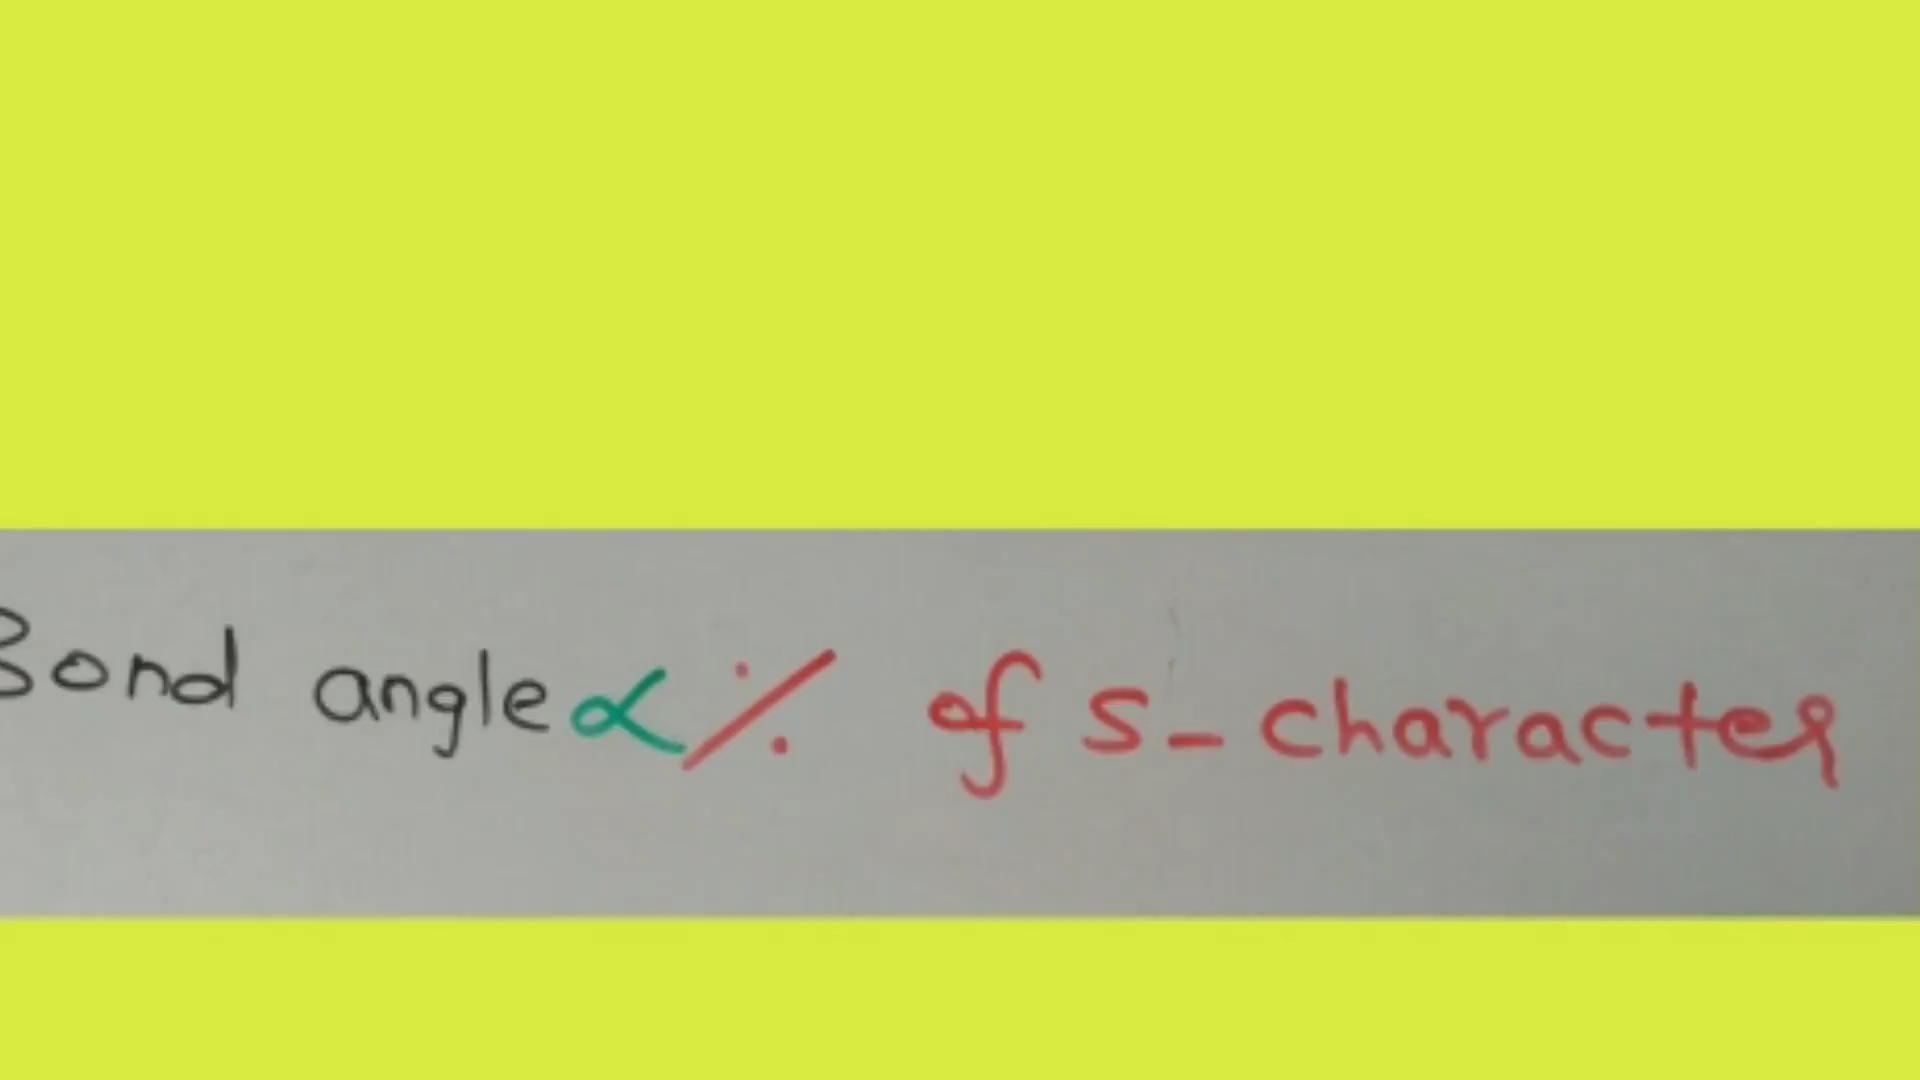 Bond angle ∝ % of s-character